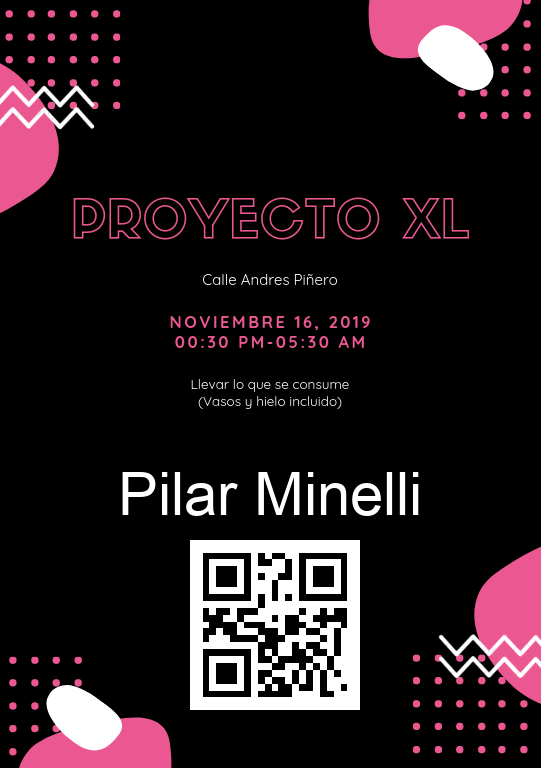 PROYECTO XL
Calle Andres Piñero
NOVIEMBRE 16, 2019
00:30 PM-05:30 AM
Llevar lo que se consume
(Vasos y hielo incluido)
Pilar Minelli